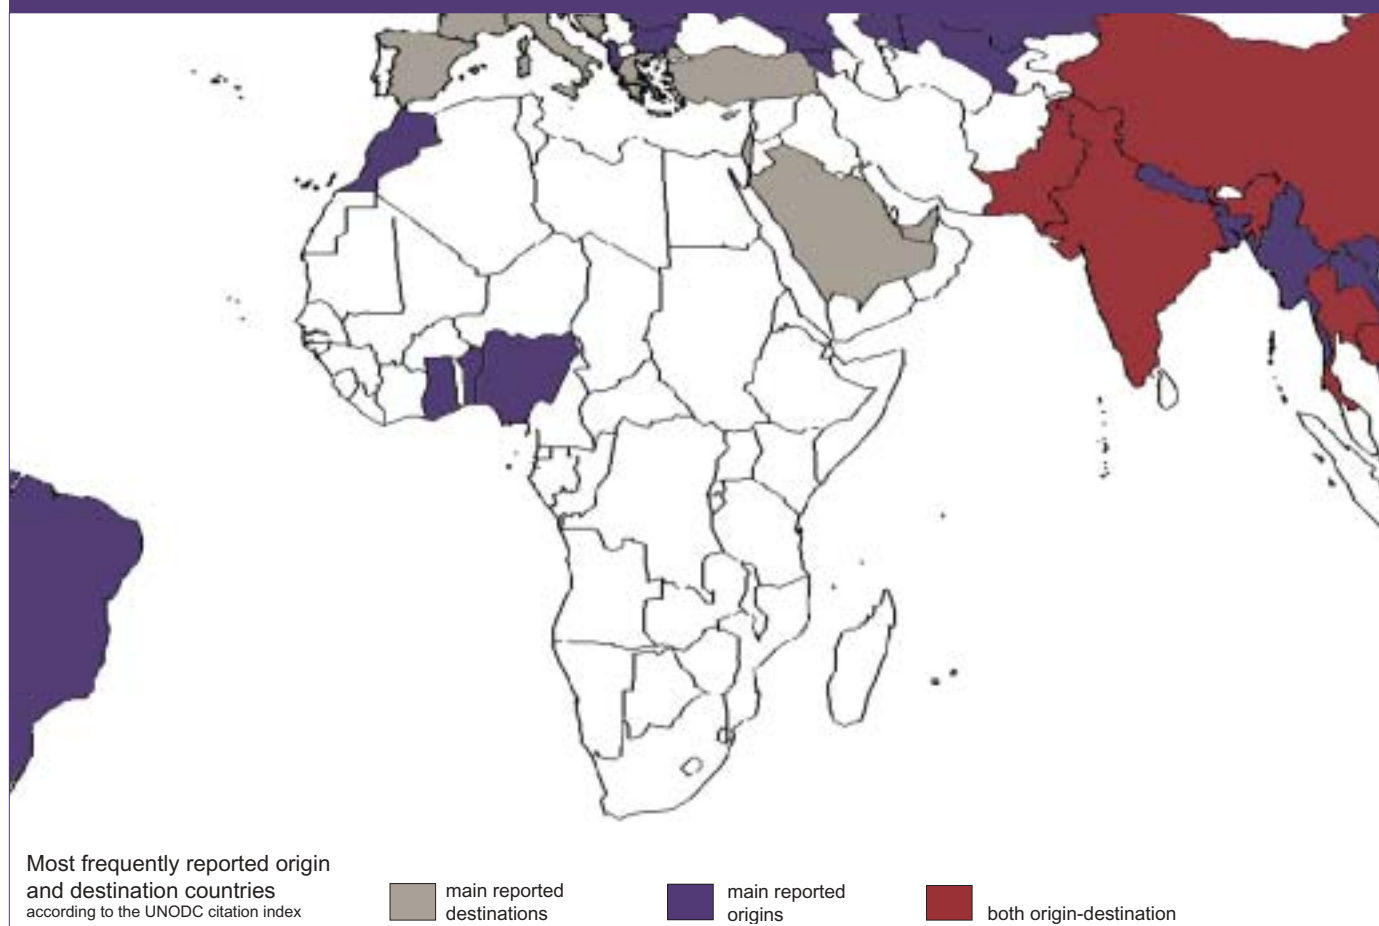 Most frequently reported origin
and destination countries
according to the UNODC citation index
main reported
destinations
main reported
origins
both origin-destination